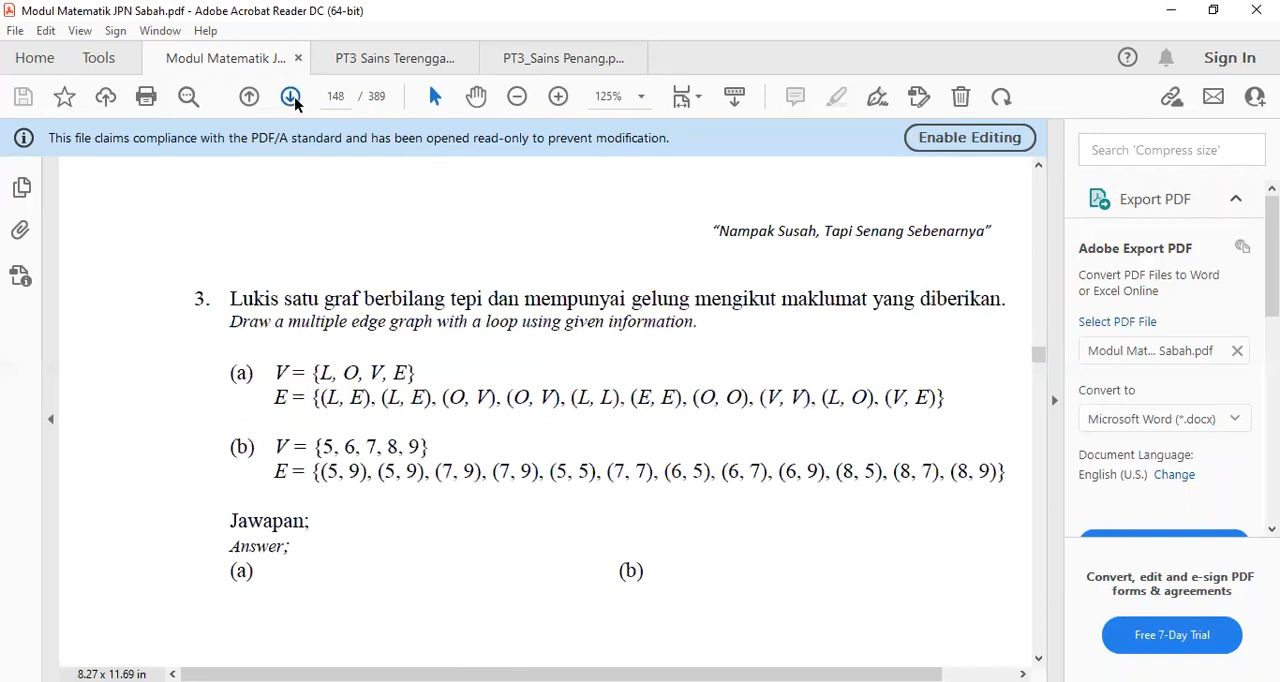 Modul Matematik JPN Sabah.pdf - Adobe Acrobat Reader DC (64-bit)
File Edit View Sign Window Help
Home Tools Modul Matematik J... × PT3 Sains Terengga... PT3_Sains Penang.p... Sign In
148 / 389 125%
This file claims compliance with the PDF/A standard and has been opened read-only to prevent modification. Enable Editing
“Nampak Susah, Tapi Senang Sebenarnya”
3. Lukis satu graf berbilang tepi dan mempunyai gelung mengikut maklumat yang diberikan.
Draw a multiple edge graph with a loop using given information.
(a) V = {L, O, V, E}
E = {(L, E), (L, E), (O, V), (O, V), (L, L), (E, E), (O, O), (V, V), (L, O), (V, E)}
(b) V = {5, 6, 7, 8, 9}
E = {(5, 9), (5, 9), (7, 9), (7, 9), (5, 5), (7, 7), (6, 5), (6, 7), (6, 9), (8, 5), (8, 7), (8, 9)}
Jawapan;
Answer;
(a) (b)
8.27 x 11.69 in
Search 'Compress size'
Export PDF
Adobe Export PDF
Convert PDF Files to Word
or Excel Online
Select PDF File
Modul Mat... Sabah.pdf
Convert to
Microsoft Word (*.docx)
Document Language:
English (U.S.) Change
Convert, edit and e-sign PDF
forms & agreements
Free 7-Day Trial